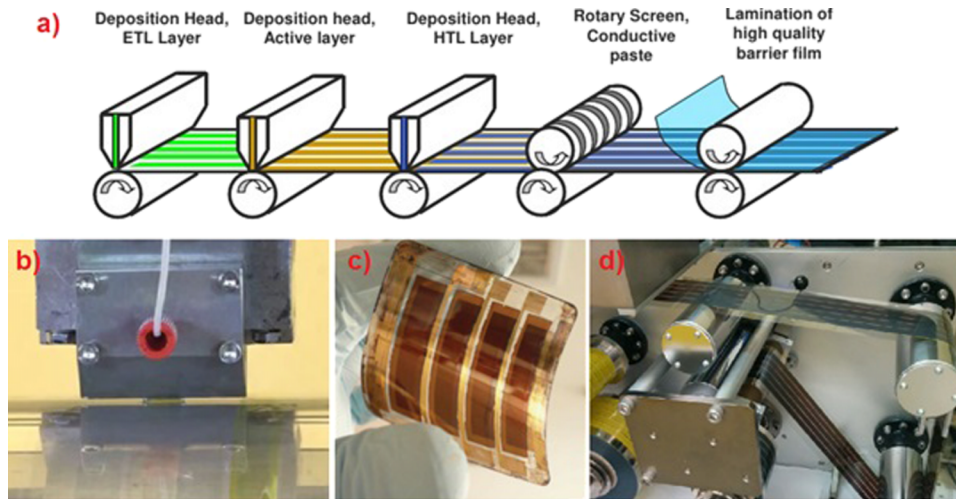 a)
Deposition Head,
ETL Layer
Deposition head,
Active layer
Deposition Head,
HTL Layer
Rotary Screen,
Conductive
paste
Lamination of
high quality
barrier film
b)
c)
d)